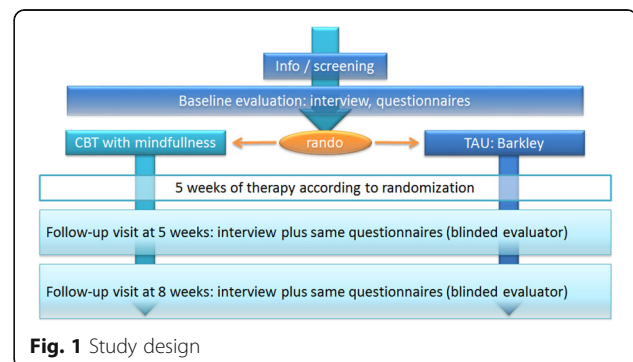 Info / screening
Baseline evaluation: interview, questionnaires
CBT with mindfullness
rando
TAU: Barkley
5 weeks of therapy according to randomization
Follow-up visit at 5 weeks: interview plus same questionnaires (blinded evaluator)
Follow-up visit at 8 weeks: interview plus same questionnaires (blinded evaluator)
Fig. 1 Study design